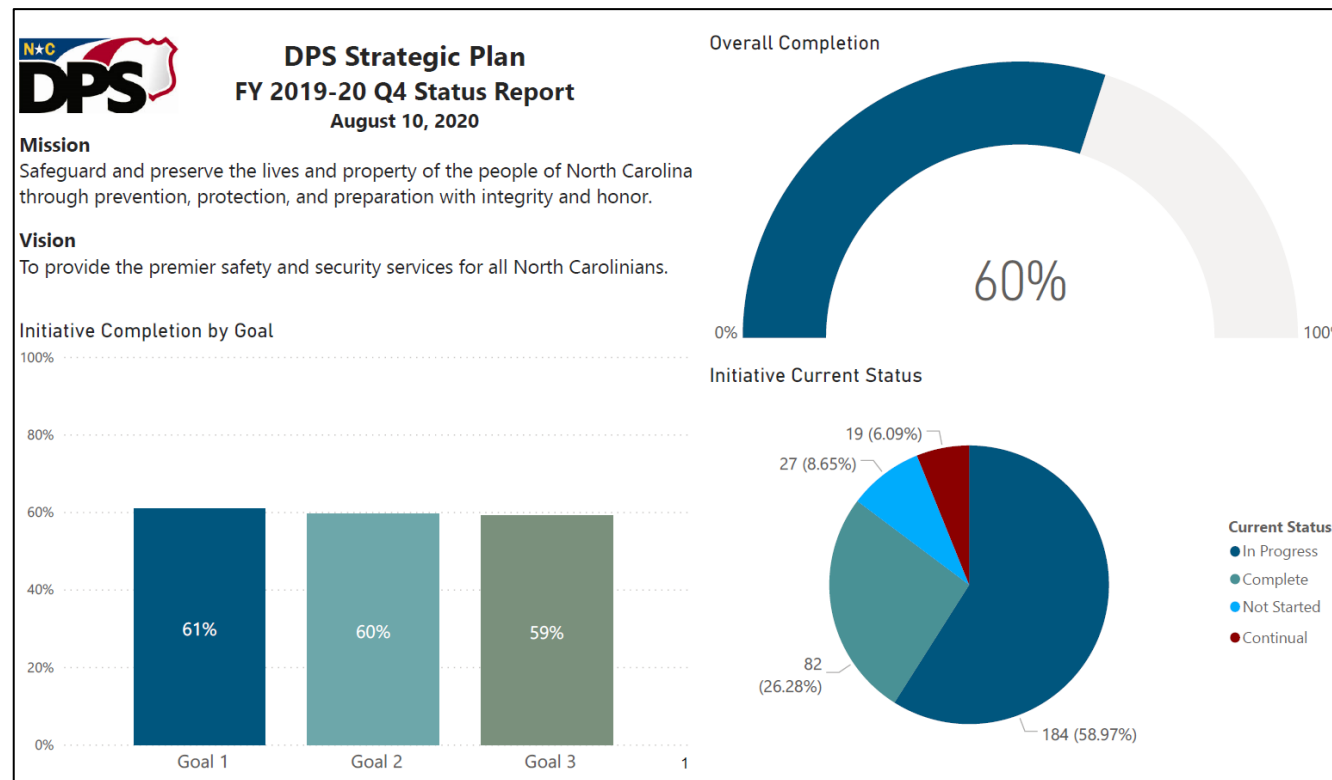 N★C
DPS
DPS Strategic Plan
FY 2019-20 Q4 Status Report
August 10, 2020
Mission
Safeguard and preserve the lives and property of the people of North Carolina
through prevention, protection, and preparation with integrity and honor.
Vision
To provide the premier safety and security services for all North Carolinians.
Initiative Completion by Goal
100%
80%
60%
40%
20%
0%
61%
60%
59%
Goal 1
Goal 2
Goal 3
1
Overall Completion
60%
0%
100%
Initiative Current Status
19 (6.09%)
27 (8.65%)
82
(26.28%)
184 (58.97%)
Current Status
In Progress
Complete
Not Started
Continual